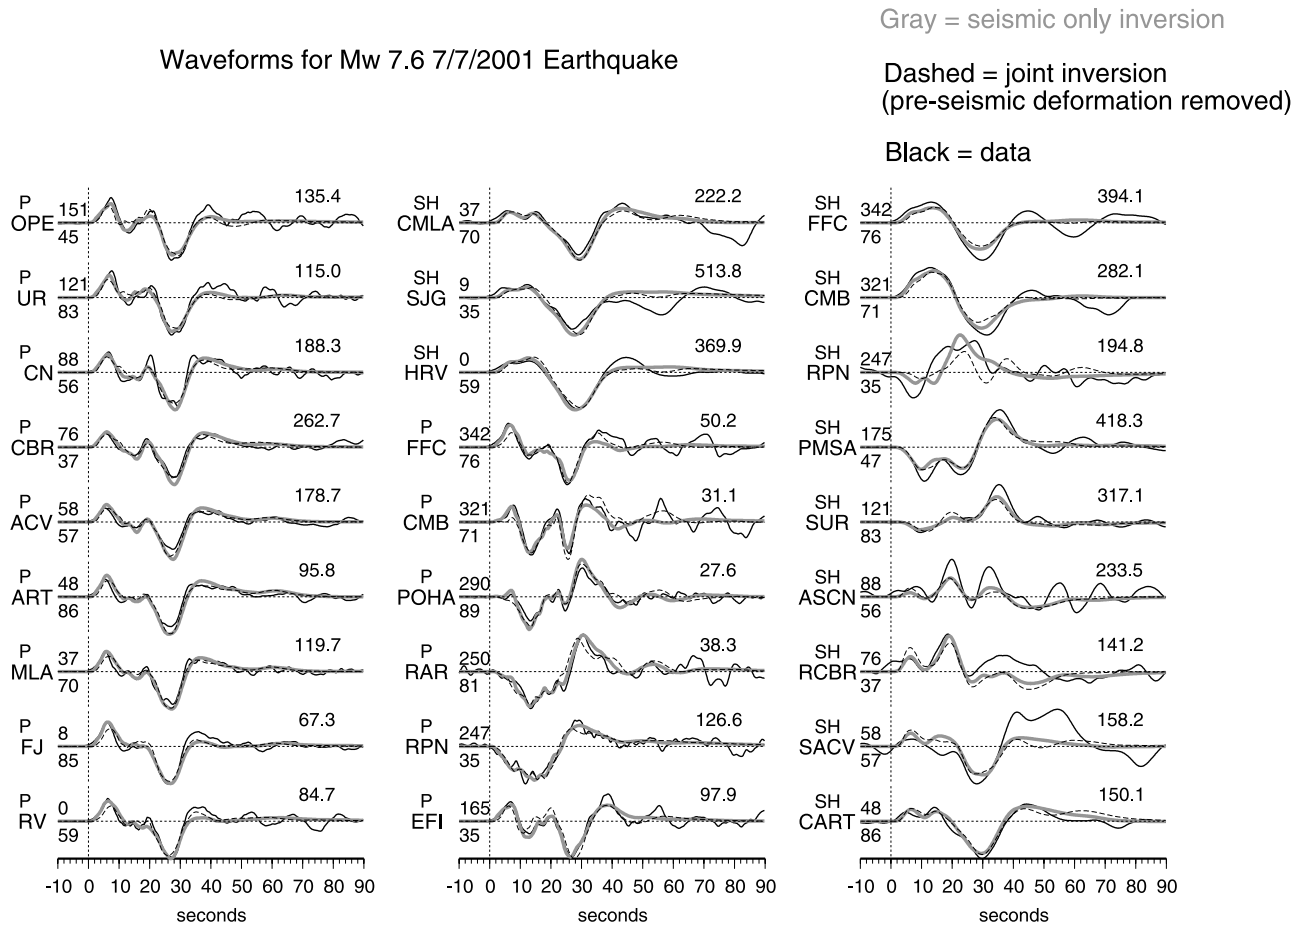 Gray = seismic only inversion
Waveforms for Mw 7.6 7/7/2001 Earthquake
Dashed = joint inversion
(pre-seismic deformation removed)
Black = data
P 151 135.4
OPE 45
P 121 115.0
UR 83
P 88 188.3
CN 56
P 76 262.7
CBR 37
P 58 178.7
ACV 57
P 48 95.8
ART 86
P 37 119.7
MLA 70
P 8 67.3
FJ 85
P 0 84.7
RV 59
-10 0 10 20 30 40 50 60 70 80 90
seconds
SH 37 222.2
CMLA 70
SH 9 513.8
SJG 35
SH 0 369.9
HRV 59
P 342 50.2
FFC 76
P 321 31.1
CMB 71
P 290 27.6
POHA 89
P 250 38.3
RAR 81
P 247 126.6
RPN 35
P 165 97.9
EFI 35
-10 0 10 20 30 40 50 60 70 80 90
seconds
SH 342 394.1
FFC 76
SH 321 282.1
CMB 71
SH 247 194.8
RPN 35
SH 175 418.3
PMSA 47
SH 121 317.1
SUR 83
SH 88 233.5
ASCN 56
SH 76 141.2
RCBR 37
SH 58 158.2
SACV 57
SH 48 150.1
CART 86
-10 0 10 20 30 40 50 60 70 80 90
seconds